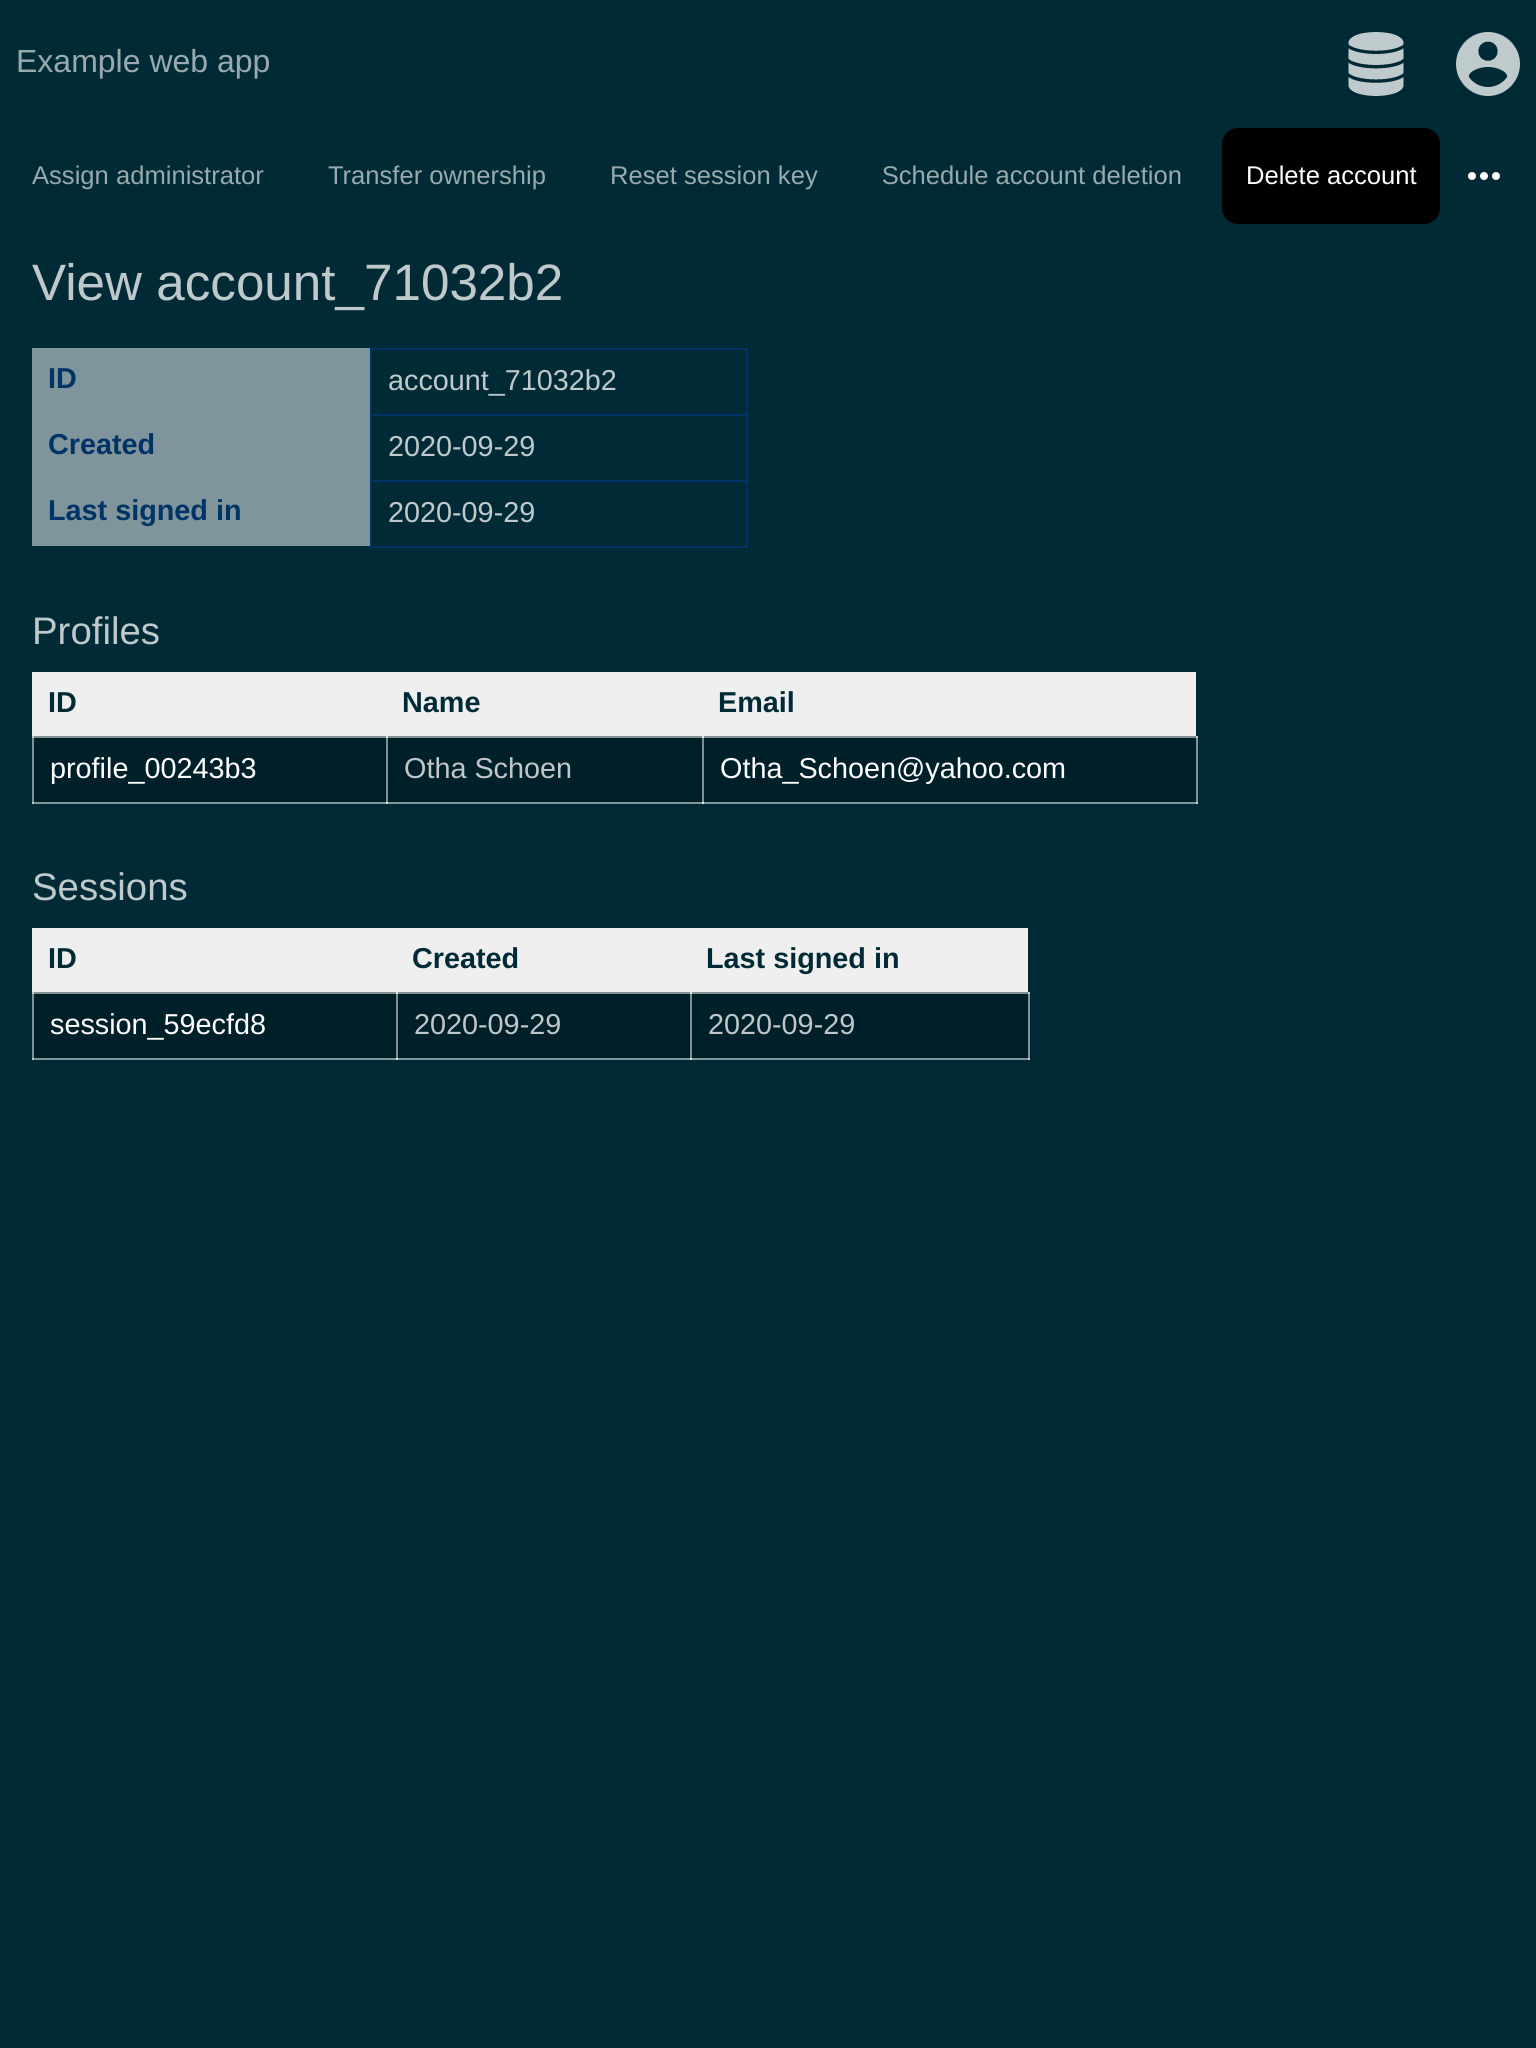 Example web app
Assign administrator Transfer ownership Reset session key Schedule account deletion Delete account
View account_71032b2
ID account_71032b2
Created 2020-09-29
Last signed in 2020-09-29
Profiles
ID Name Email
profile_00243b3 Otha Schoen Otha_Schoen@yahoo.com
Sessions
ID Created Last signed in
session_59ecfd8 2020-09-29 2020-09-29